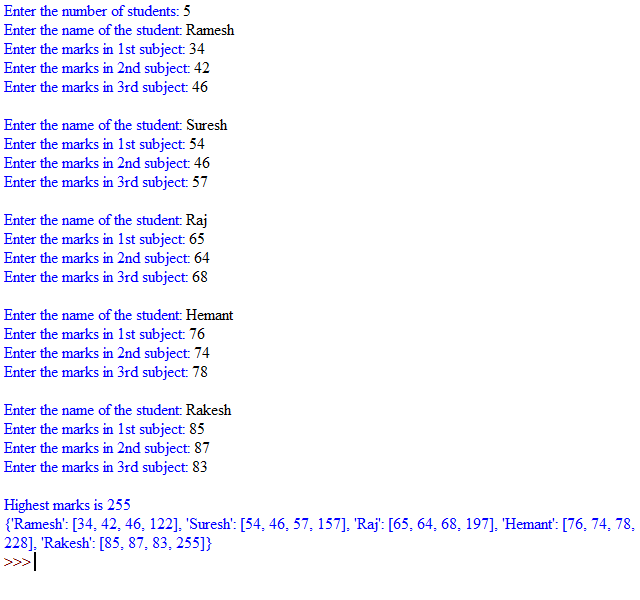 Enter the number of students: 5
Enter the name of the student: Ramesh
Enter the marks in 1st subject: 34
Enter the marks in 2nd subject: 42
Enter the marks in 3rd subject: 46
Enter the name of the student: Suresh
Enter the marks in 1st subject: 54
Enter the marks in 2nd subject: 46
Enter the marks in 3rd subject: 57
Enter the name of the student: Raj
Enter the marks in 1st subject: 65
Enter the marks in 2nd subject: 64
Enter the marks in 3rd subject: 68
Enter the name of the student: Hemant
Enter the marks in 1st subject: 76
Enter the marks in 2nd subject: 74
Enter the marks in 3rd subject: 78
Enter the name of the student: Rakesh
Enter the marks in 1st subject: 85
Enter the marks in 2nd subject: 87
Enter the marks in 3rd subject: 83
Highest marks is 255
{'Ramesh': [34, 42, 46, 122], 'Suresh': [54, 46, 57, 157], 'Raj': [65, 64, 68, 197], 'Hemant': [76, 74, 78,
228], 'Rakesh': [85, 87, 83, 255]}
>>>